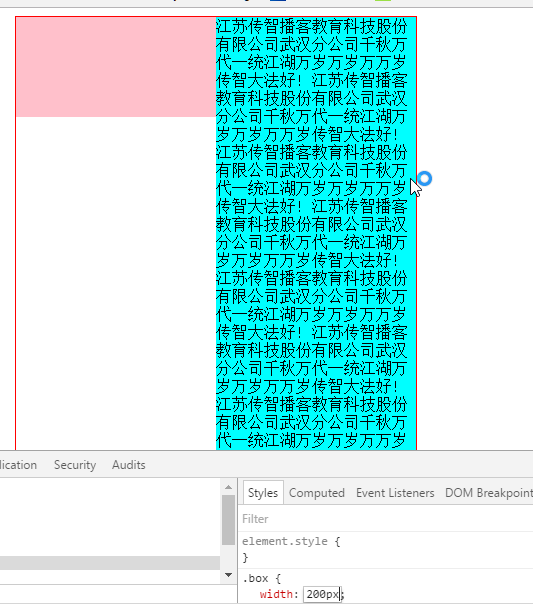 江苏传智播客教育科技股份
有限公司武汉分公司千秋万
代一统江湖万岁万岁万万岁
传智大法好！江苏传智播客
教育科技股份有限公司武汉
分公司千秋万代一统江湖万
岁万岁万万岁传智大法好！
江苏传智播客教育科技股份
有限公司武汉分公司千秋万
代一统江湖万岁万岁万万岁
传智大法好！江苏传智播客
教育科技股份有限公司武汉
分公司千秋万代一统江湖万
岁万岁万万岁传智大法好！
江苏传智播客教育科技股份
有限公司武汉分公司千秋万
代一统江湖万岁万岁万万岁
传智大法好！江苏传智播客
教育科技股份有限公司武汉
分公司千秋万代一统江湖万
岁万岁万万岁传智大法好！
江苏传智播客教育科技股份
有限公司武汉分公司千秋万
代一统江湖万岁万岁万万岁
lication Security Audits
Styles Computed Event Listeners DOM Breakpoint
Filter
element.style {
}
.box {
width: 200px;